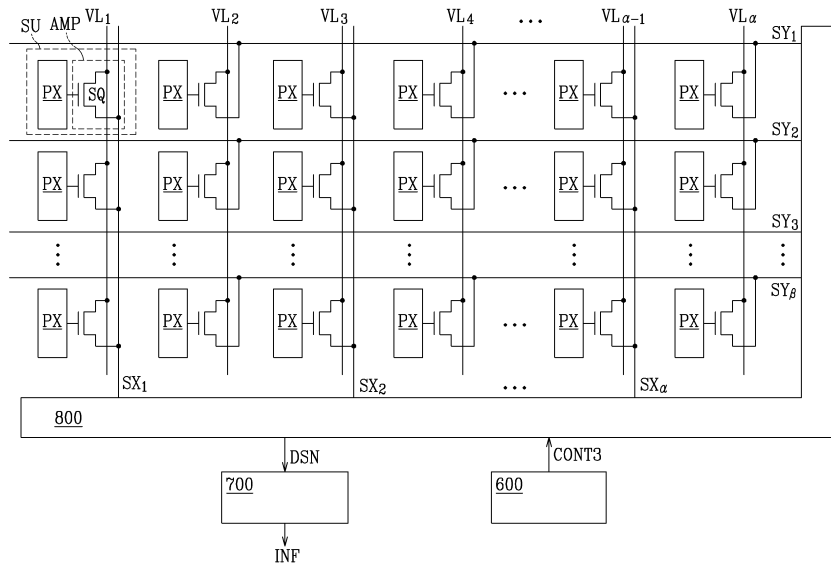 VL1 VL2 VL3 VL4 ... VLα-1 VLα
SU AMP SY1
PX SQ PX PX PX ... PX PX
SY2
PX PX PX PX ... PX PX
SY3
PX PX PX PX ... PX PX
SYβ
SX1 SX2 ... SXα
800
DSN CONT3
700 600
INF